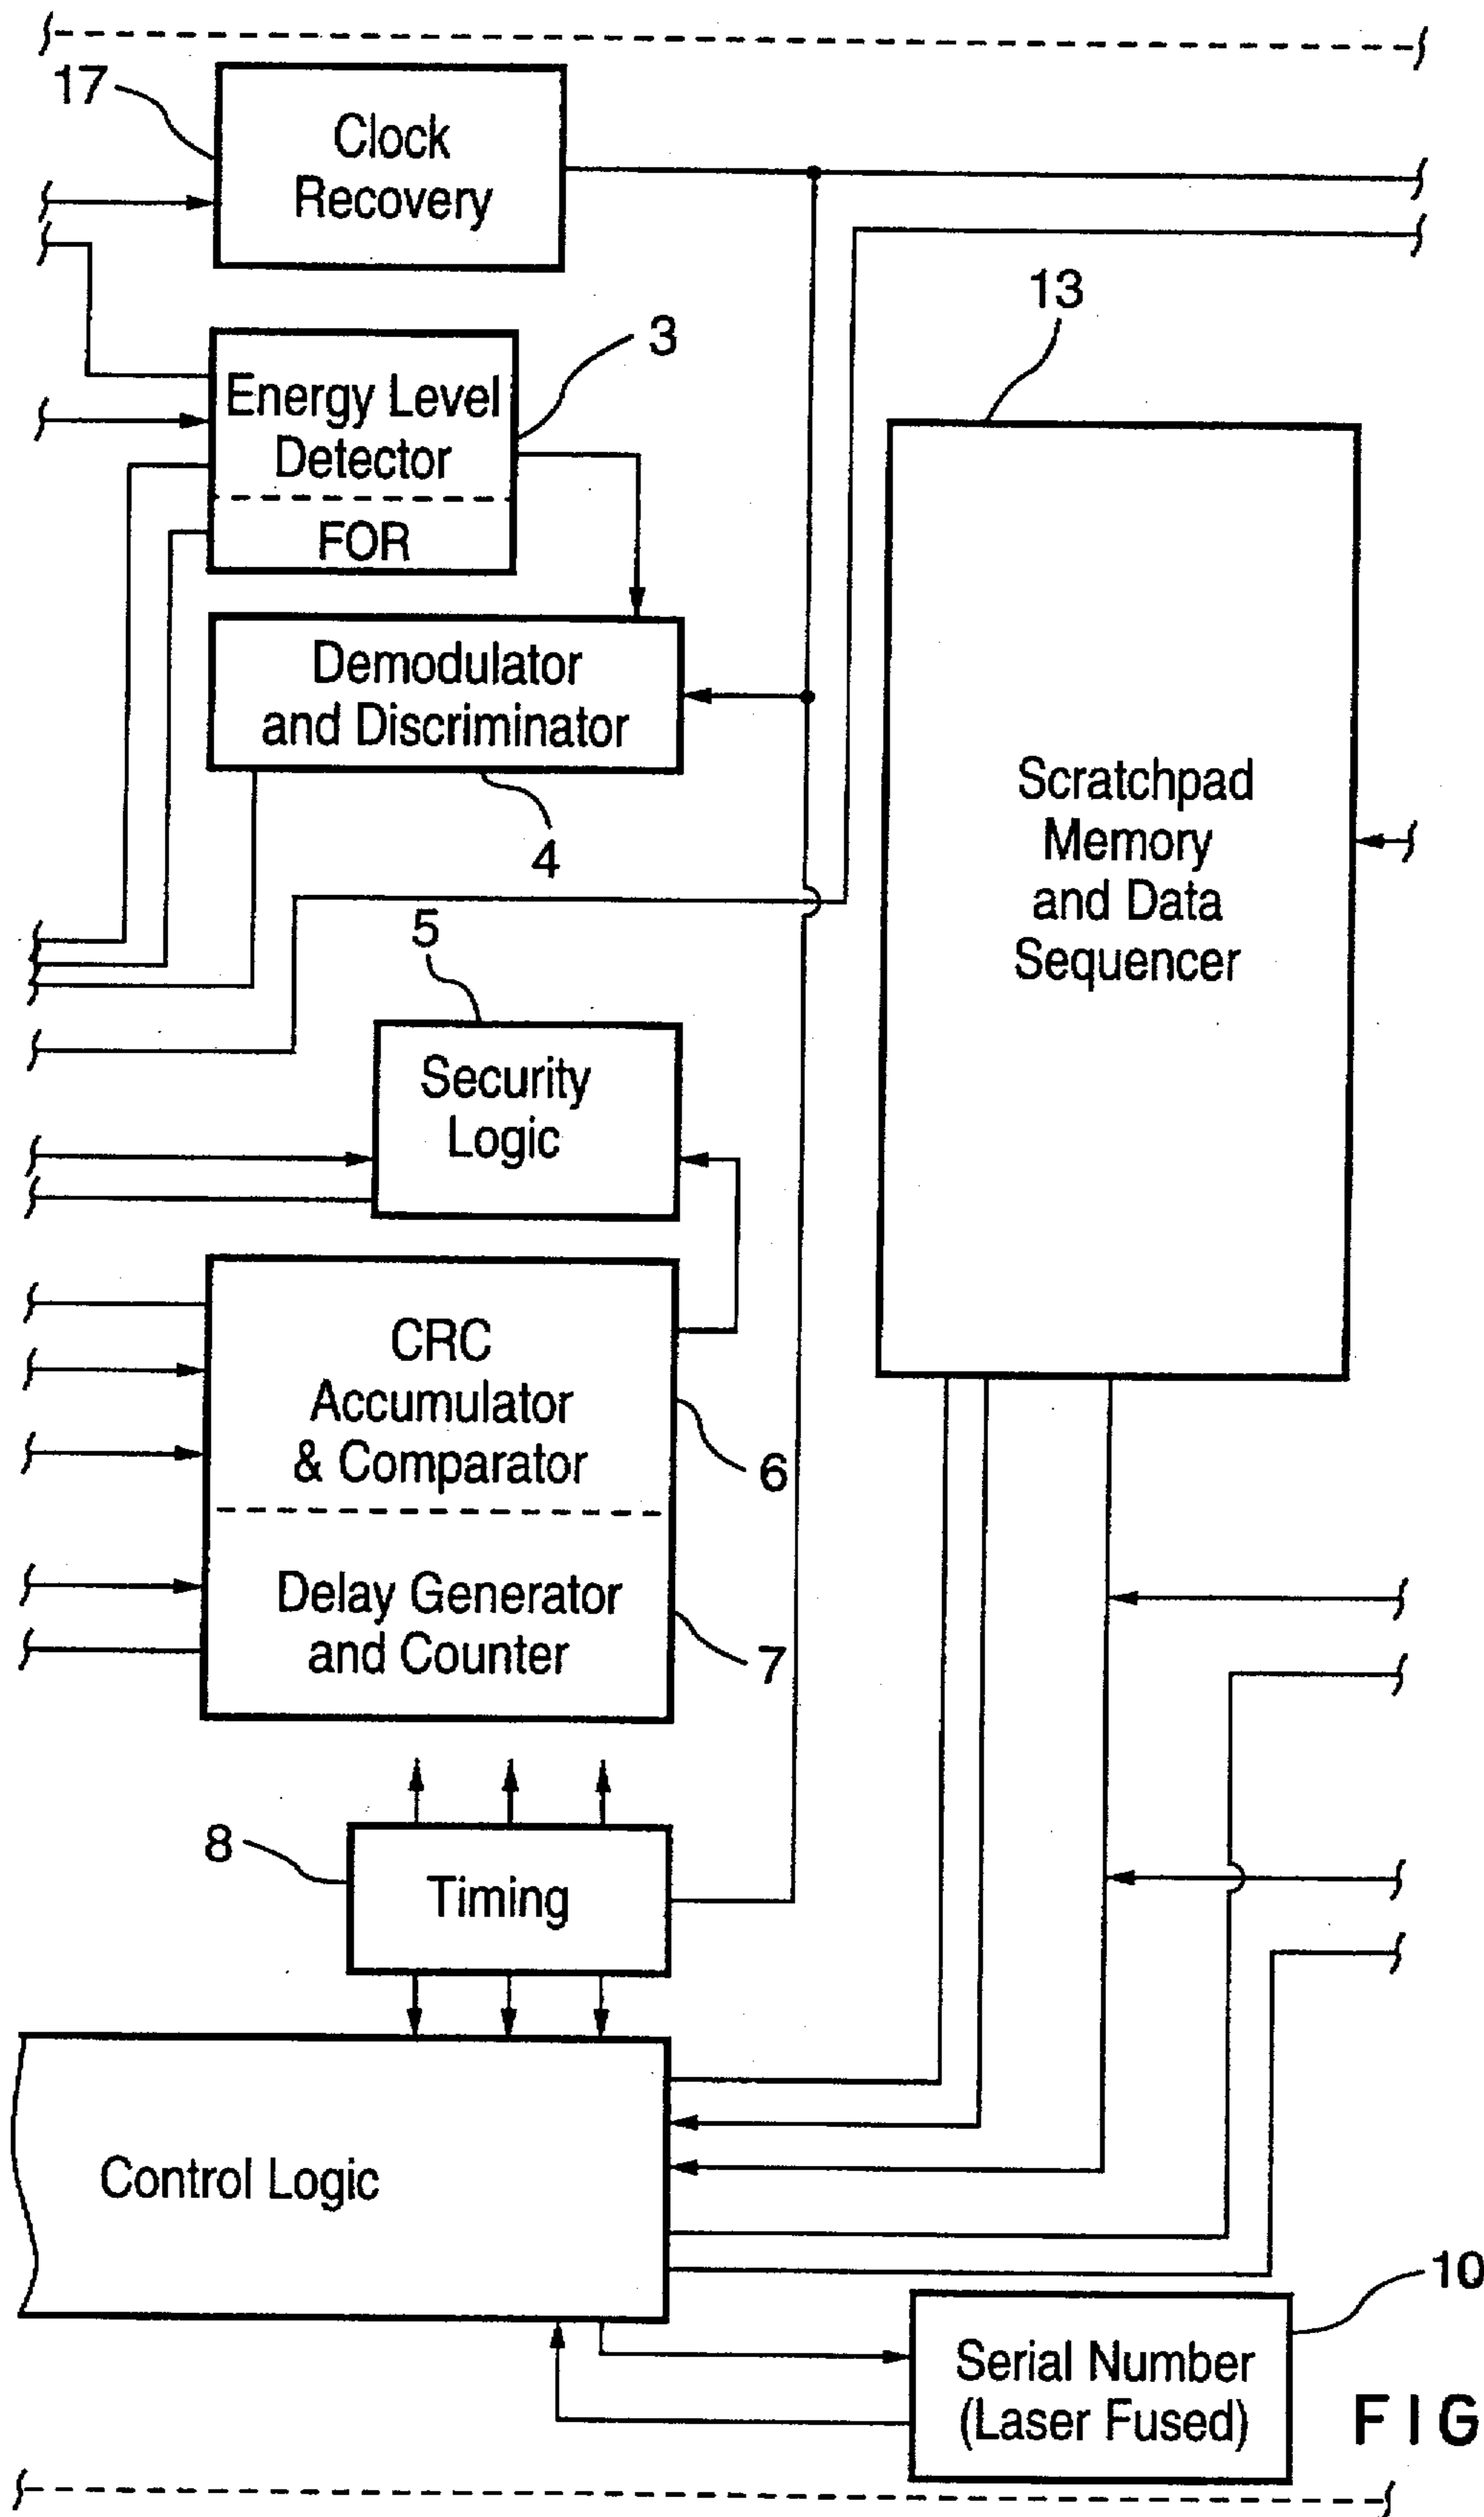 17
Clock
Recovery
13
3
Energy Level
Detector
FOR
Demodulator
and Discriminator
4
Scratchpad
Memory
and Data
Sequencer
5
Security
Logic
CRC
Accumulator
& Comparator
6
Delay Generator
and Counter
7
8
Timing
Control Logic
10
Serial Number
(Laser Fused)
FIG